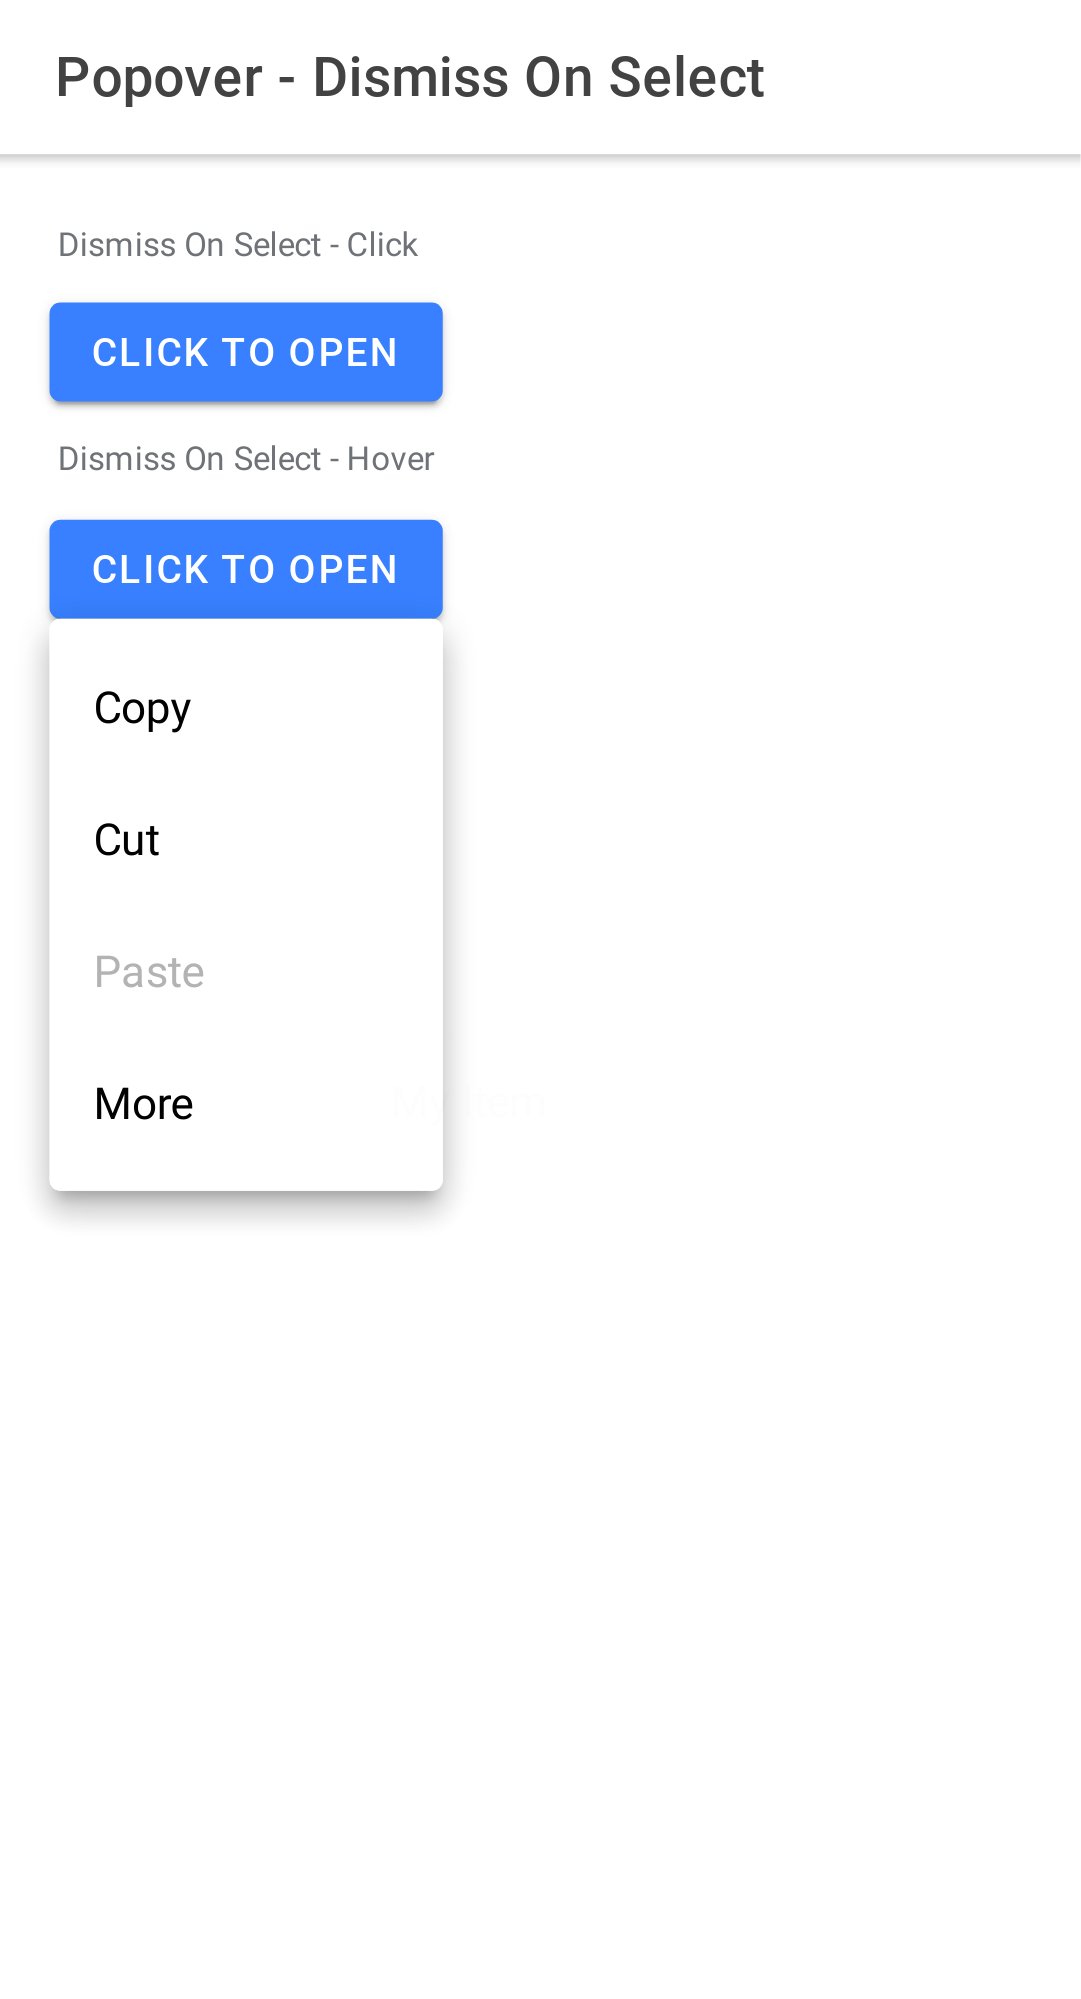 Popover - Dismiss On Select
Dismiss On Select - Click
CLICK TO OPEN
Dismiss On Select - Hover
CLICK TO OPEN
Copy
Cut
Paste
More